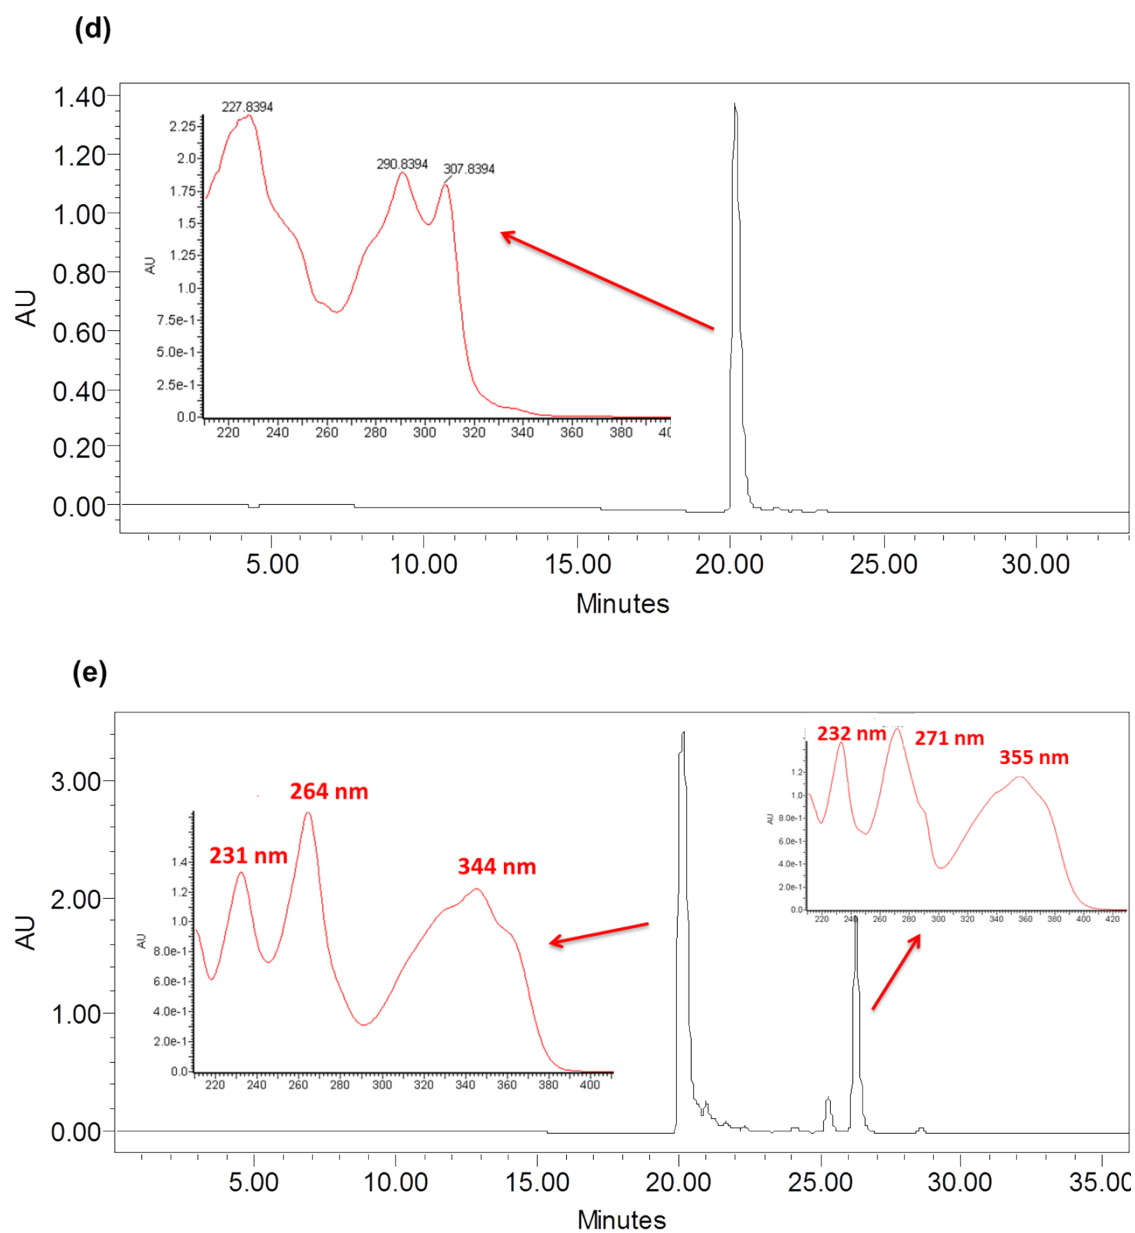 (d)
1.40
1.20
1.00
0.80
0.60
0.40
0.20
0.00
AU
227.8394
290.8394
307.8394
2.25
2.0
1.75
1.5
1.25
1.0
7.5e-1
5.0e-1
2.5e-1
0.0
AU
220 240 260 280 300 320 340 360 380 40
5.00 10.00 15.00 20.00 25.00 30.00
Minutes
(e)
3.00
2.00
1.00
0.00
AU
231 nm
264 nm
344 nm
1.4
1.2
1.0
8.0e-1
6.0e-1
4.0e-1
2.0e-1
0.0
AU
220 240 260 280 300 320 340 360 380 400
232 nm
271 nm
355 nm
1.2
1.0
8.0e-1
6.0e-1
4.0e-1
2.0e-1
0.0
AU
220 240 260 280 300 320 340 360 380 400 420
5.00 10.00 15.00 20.00 25.00 30.00 35.00
Minutes